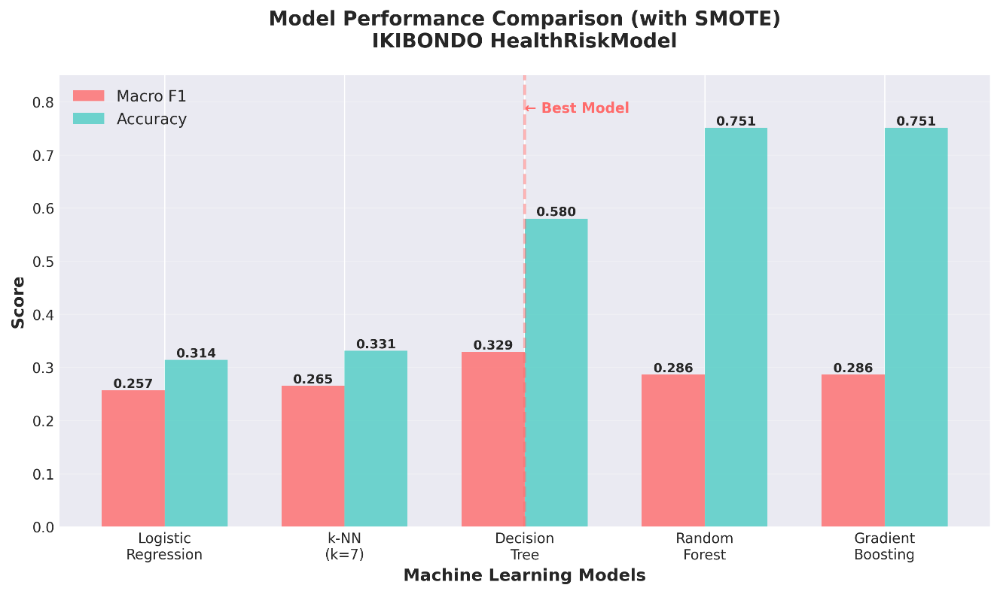 Model Performance Comparison (with SMOTE)
IKIBONDO HealthRiskModel
Macro F1
Accuracy
← Best Model
0.8
0.7
0.6
0.5
0.4
0.3
0.2
0.1
0.0
Score
0.257
0.314
0.265
0.331
0.329
0.580
0.286
0.751
0.286
0.751
Logistic
Regression
k-NN
(k=7)
Decision
Tree
Random
Forest
Gradient
Boosting
Machine Learning Models